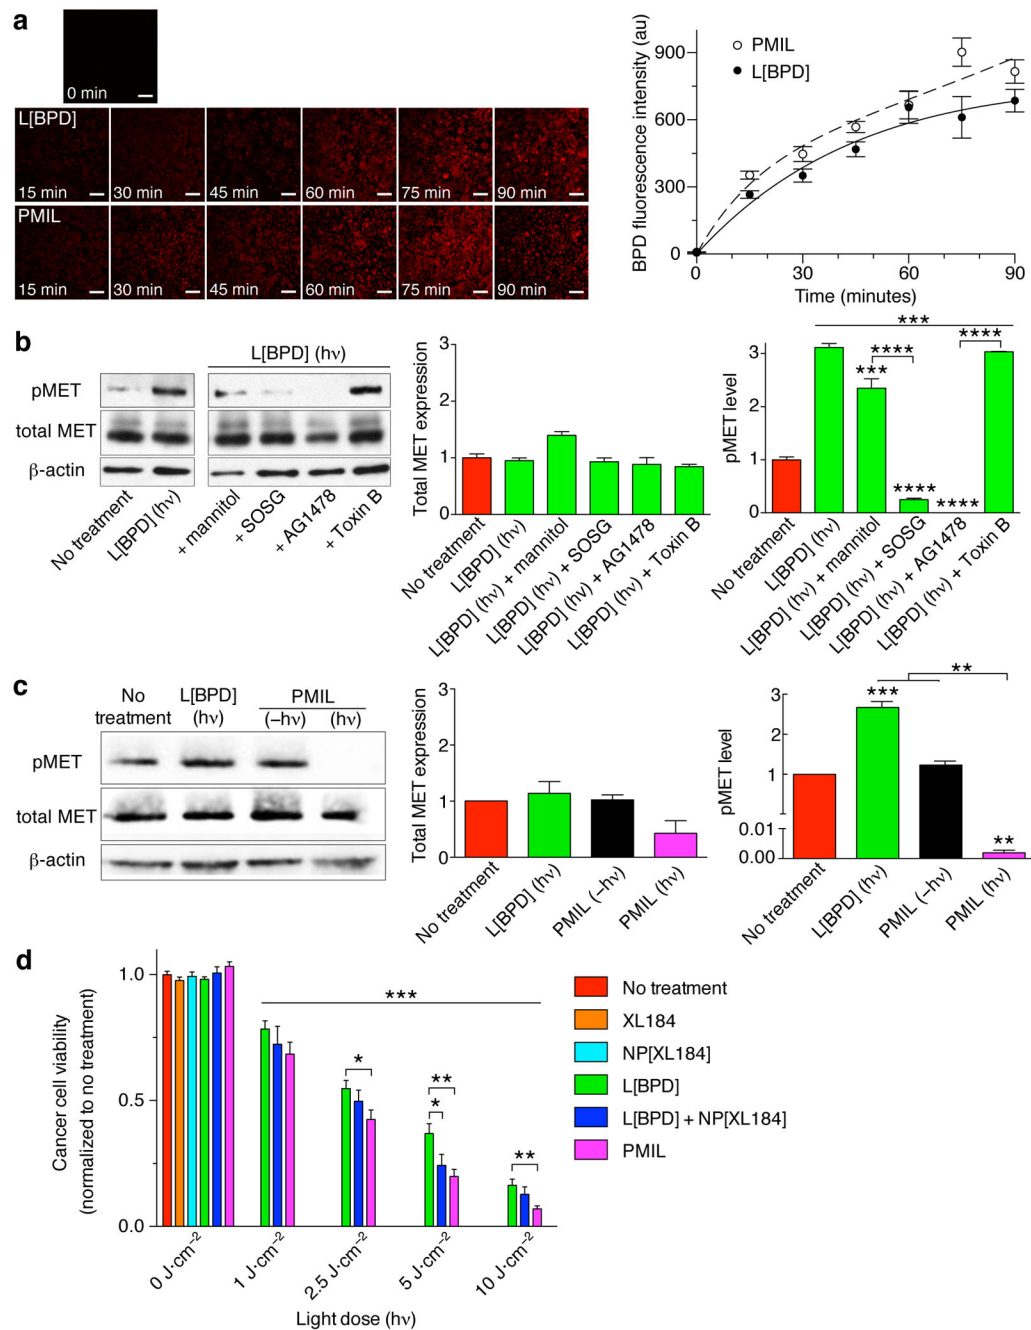 a
0 min
L[BPD]
15 min 30 min 45 min 60 min 75 min 90 min
PMIL
15 min 30 min 45 min 60 min 75 min 90 min
BPD fluorescence intensity (au)
900
600
300
0
PMIL
L[BPD]
0 30 60 90
Time (minutes)
b
L[BPD] (hν)
pMET
total MET
β-actin
No treatment
L[BPD] (hν)
+ mannitol
+ SOSG
+ AG1478
+ Toxin B
Total MET expression
3
2
1
0
No treatment
L[BPD] (hν)
L[BPD] (hν) + mannitol
L[BPD] (hν) + SOSG
L[BPD] (hν) + AG1478
L[BPD] (hν) + Toxin B
pMET level
3
2
1
0
***
****
****
***
****
****
No treatment
L[BPD] (hν)
L[BPD] (hν) + mannitol
L[BPD] (hν) + SOSG
L[BPD] (hν) + AG1478
L[BPD] (hν) + Toxin B
c
No treatment
L[BPD] (hν)
PMIL
(–hν) (hν)
pMET
total MET
β-actin
Total MET expression
3
2
1
0
No treatment
L[BPD] (hν)
PMIL (–hν)
PMIL (hν)
pMET level
3
2
1
0.01
0.00
**
***
**
No treatment
L[BPD] (hν)
PMIL (–hν)
PMIL (hν)
d
Cancer cell viability
(normalized to no treatment)
1.0
0.5
0.0
***
*
**
*
**
0 J·cm⁻²
1 J·cm⁻²
2.5 J·cm⁻²
5 J·cm⁻²
10 J·cm⁻²
Light dose (hν)
No treatment
XL184
NP[XL184]
L[BPD]
L[BPD] + NP[XL184]
PMIL